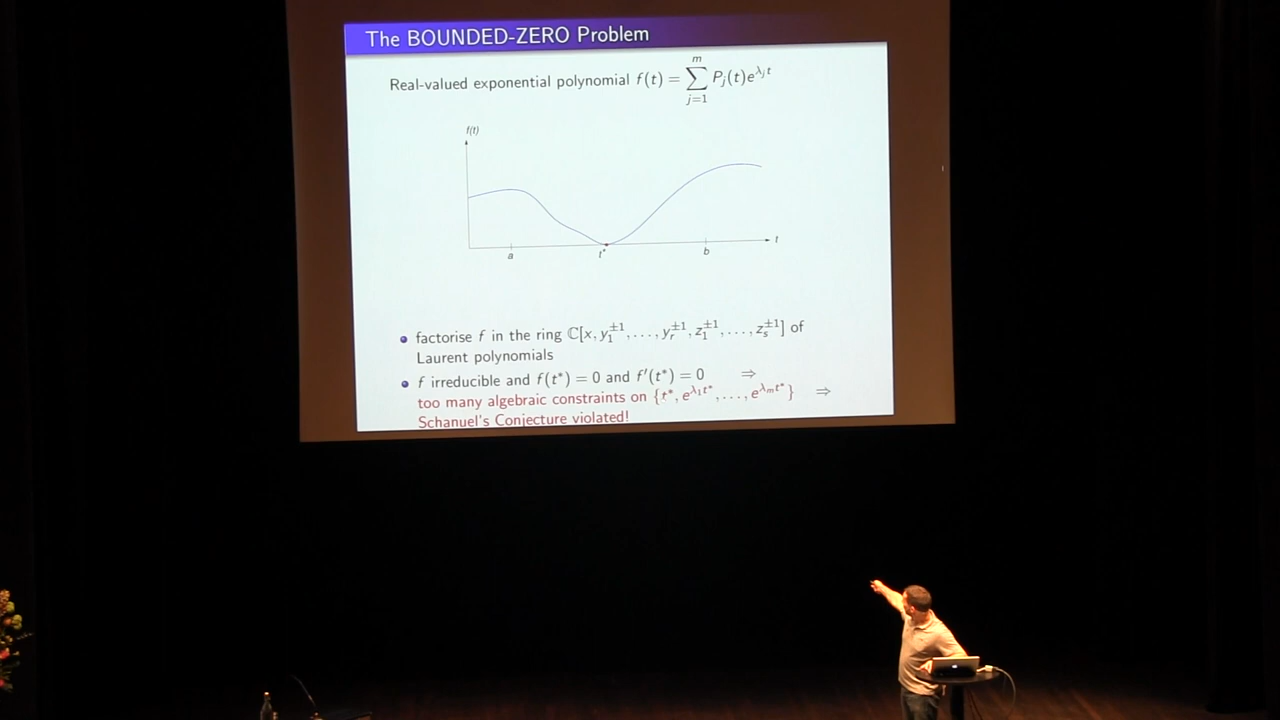 The BOUNDED-ZERO Problem
Real-valued exponential polynomial f(t) = ∑_{j=1}^{m} P_j(t)e^{λ_j t}
f(t)
a
t*
b
t
factorise f in the ring ℂ[x, y_1^{±1}, . . . , y_r^{±1}, z_1^{±1}, . . . , z_s^{±1}] of
Laurent polynomials
f irreducible and f(t*) = 0 and f′(t*) = 0 ⇒
too many algebraic constraints on {t*, e^{λ_1 t*}, . . . , e^{λ_m t*}} ⇒
Schanuel's Conjecture violated!